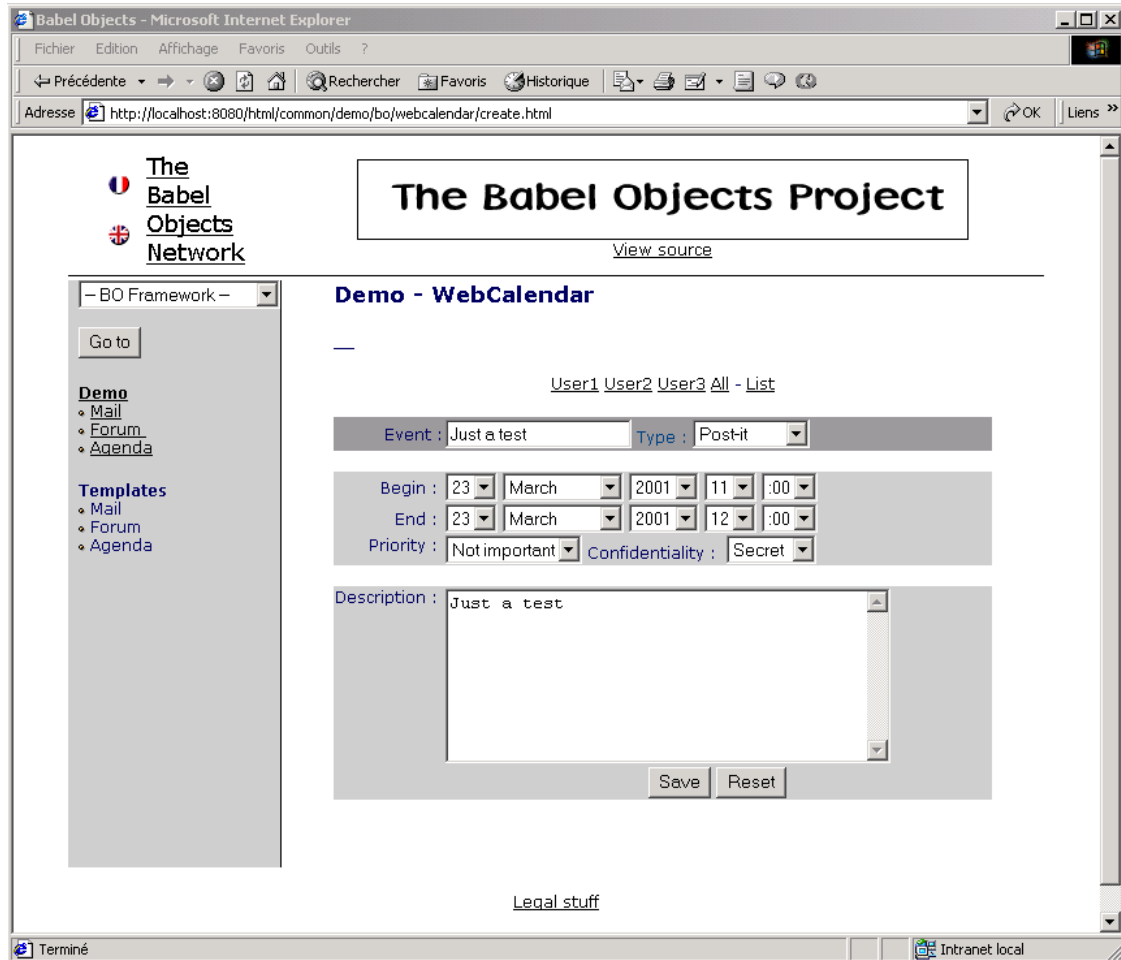 Babel Objects - Microsoft Internet Explorer
Fichier Edition Affichage Favoris Outils ?
Précédente Rechercher Favoris Historique
Adresse http://localhost:8080/html/common/demo/bo/webcalendar/create.html OK Liens »
The
Babel
Objects
Network
The Babel Objects Project
View source
-- BO Framework --
Go to
Demo
Mail
Forum
Agenda
Templates
Mail
Forum
Agenda
Demo - WebCalendar
User1 User2 User3 All - List
Event : Just a test Type : Post-it
Begin : 23 March 2001 11 :00
End : 23 March 2001 12 :00
Priority : Not important Confidentiality : Secret
Description : Just a test
Save Reset
Legal stuff
Terminé Intranet local